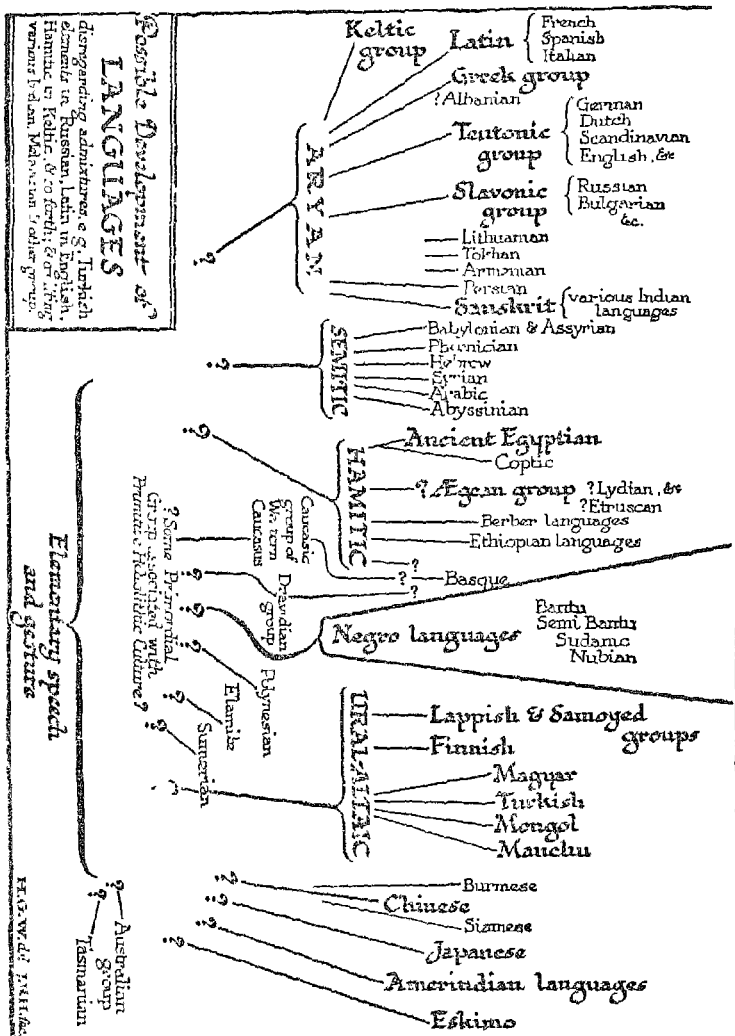 Possible Development of
LANGUAGES
disregarding admixtures, e.g., Turkish
elements in Russian, Latin in English,
Hamitic in Keltic, & so forth; &
various Indian, Melanesian & other group.
Keltic
group
Latin
French
Spanish
Italian
Greek group
?Albanian
Teutonic
group
German
Dutch
Scandinavian
English, &c
Slavonic
group
Russian
Bulgarian
&c.
Lithuanian
Tokhan
Armenian
Persian
Sanskrit
various Indian
languages
ARYAN
?
SEMITIC
Babylonian & Assyrian
Phœnician
Hebrew
Syrian
Arabic
Abyssinian
?
HAMITIC
Ancient Egyptian
Coptic
?Ægean group
?Lydian, &c
?Etruscan
Berber languages
Ethiopian languages
?
?
Caucasic
group of
Western
Caucasus
? Basque
?
Dravidian
group
?
? Some Primordial
Group associated with
Primitive Heliolithic Culture?
Negro languages
Bantu
Semi Bantu
Sudanic
Nubian
?
Polynesian
?
Elamite
?
Sumerian
?
URAL-ALTAIC
Lappish & Samoyed
groups
Finnish
Magyar
Turkish
Mongol
Manchu
?
Elementary speech
and gesture
Burmese
Chinese
Siamese
?
Japanese
?
Amerindian languages
?
Eskimo
?
? Australian
group
? Tasmanian